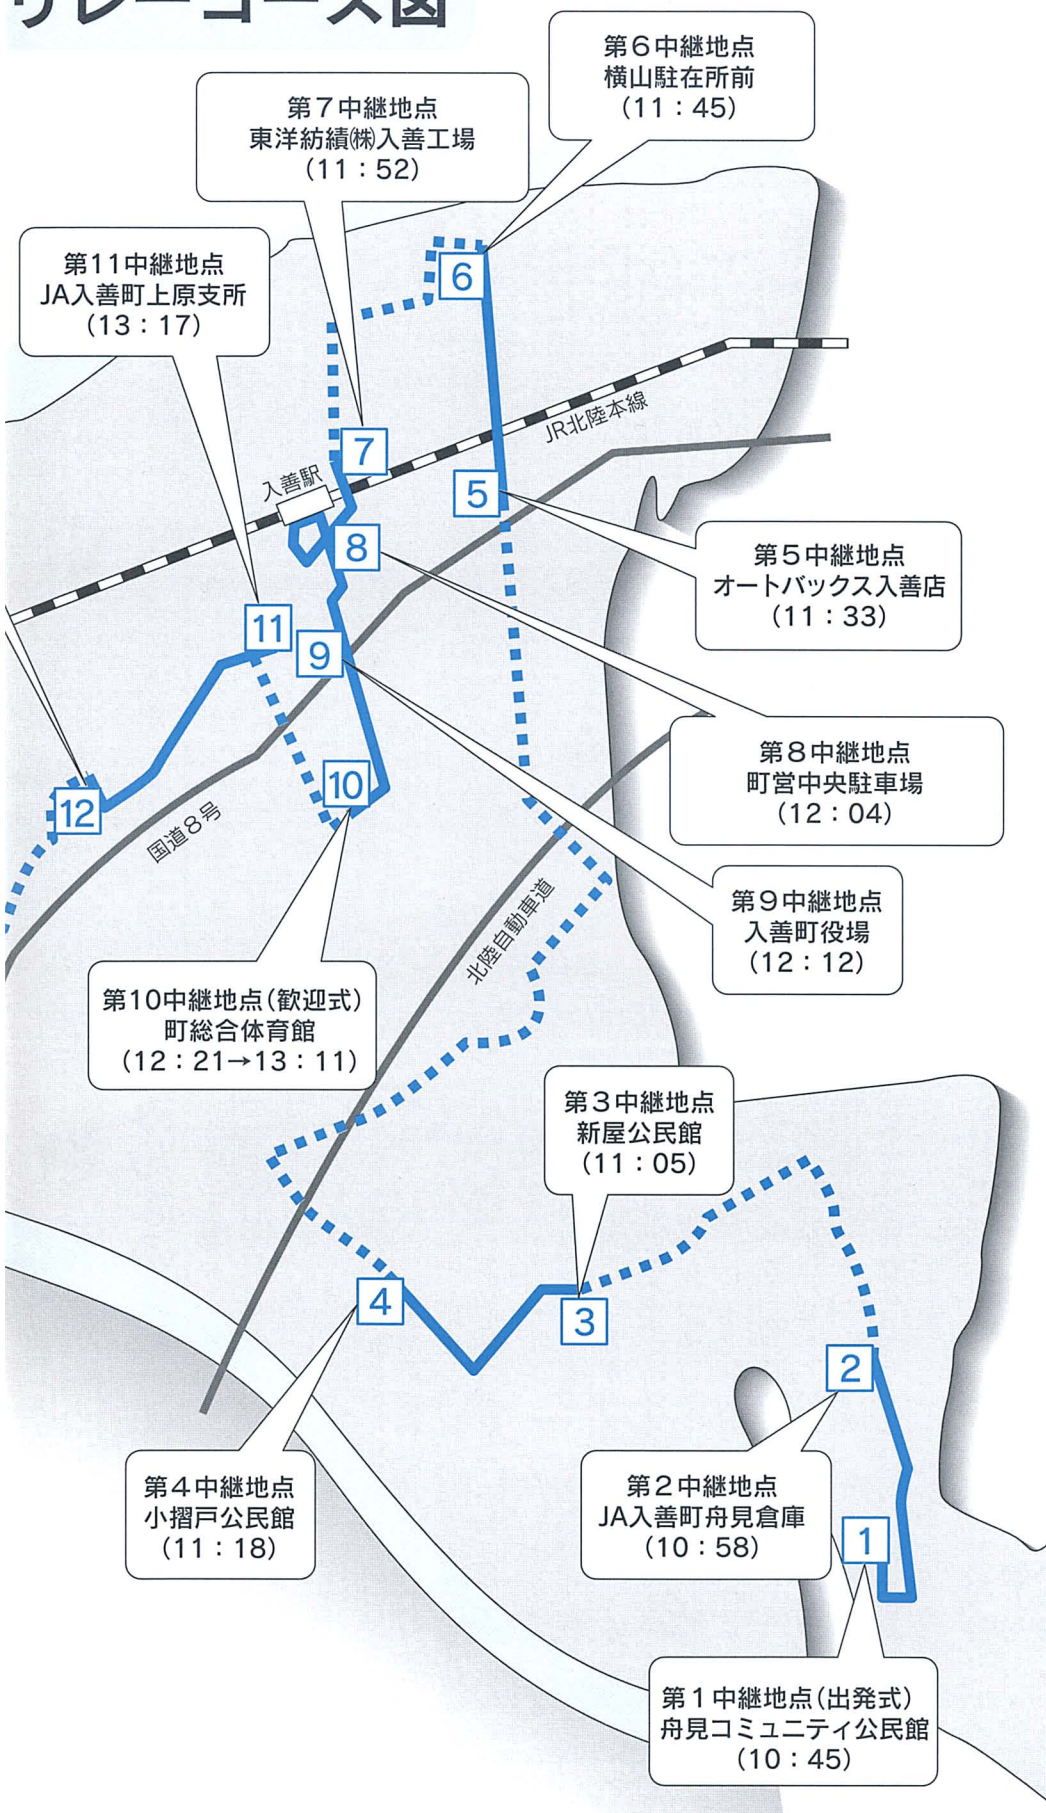 リレーコース図
第6中継地点
横山駐在所前
(11：45)
第7中継地点
東洋紡績㈱入善工場
(11：52)
第11中継地点
JA入善町上原支所
(13：17)
6
7
5
8
11
9
10
12
JR北陸本線
入善駅
第5中継地点
オートバックス入善店
(11：33)
第8中継地点
町営中央駐車場
(12：04)
国道8号
北陸自動車道
第9中継地点
入善町役場
(12：12)
第10中継地点(歓迎式)
町総合体育館
(12：21→13：11)
第3中継地点
新屋公民館
(11：05)
4
3
2
1
第4中継地点
小摺戸公民館
(11：18)
第2中継地点
JA入善町舟見倉庫
(10：58)
第1中継地点(出発式)
舟見コミュニティ公民館
(10：45)